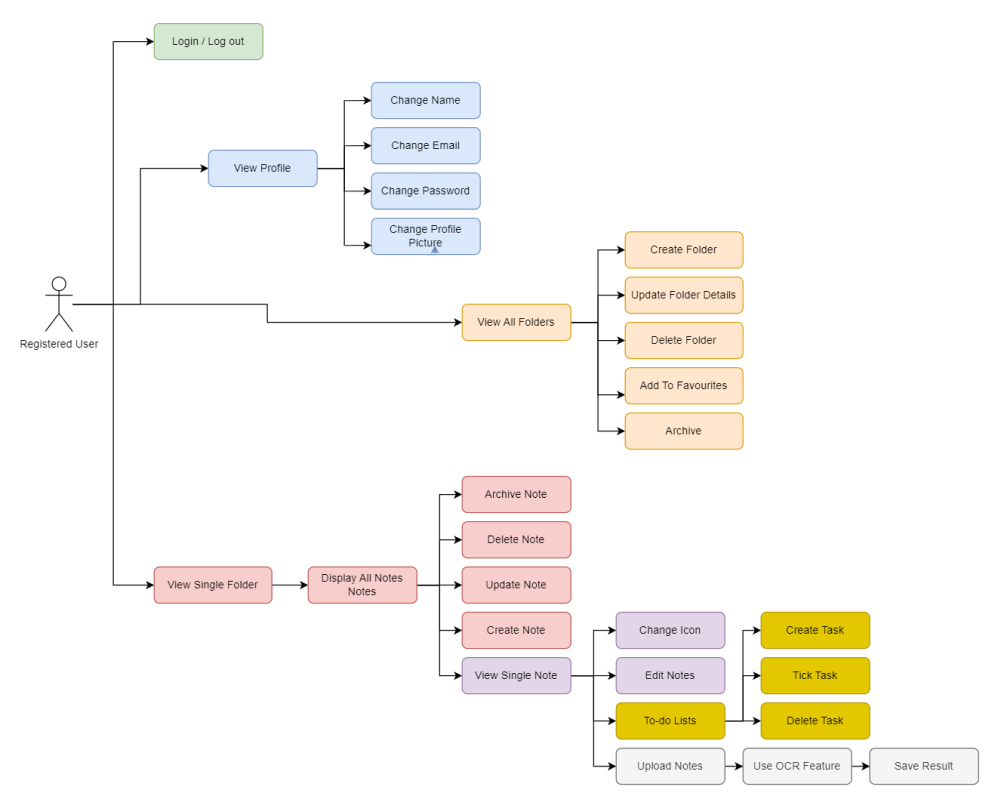 Login / Log out
Change Name
Change Email
View Profile
Change Password
Change Profile
Picture
Registered User
Create Folder
Update Folder Details
View All Folders
Delete Folder
Add To Favourites
Archive
Archive Note
Delete Note
View Single Folder
Display All Notes
Notes
Update Note
Create Note
View Single Note
Change Icon
Edit Notes
To-do Lists
Create Task
Tick Task
Delete Task
Upload Notes
Use OCR Feature
Save Result